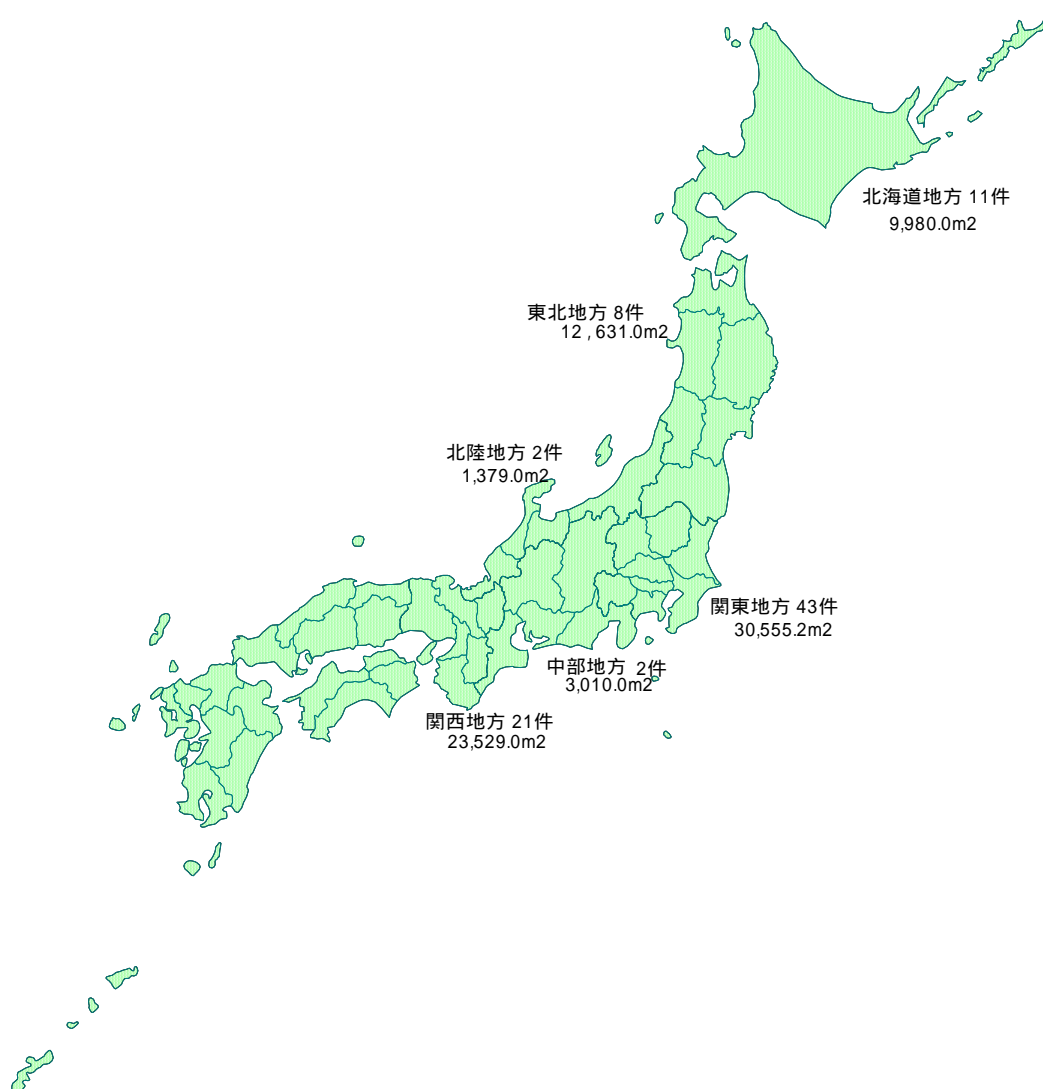 北海道地方 11件
9,980.0m2
東北地方 8件
12 , 631.0m2
北陸地方 2件
1,379.0m2
関東地方 43件
30,555.2m2
中部地方 2件
3,010.0m2
関西地方 21件
23,529.0m2